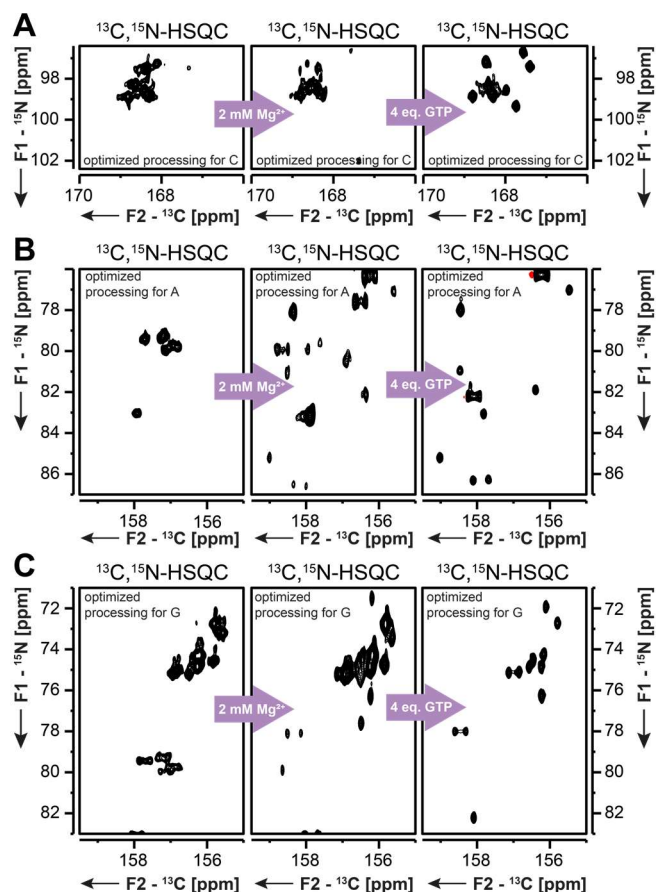 A
¹³C,¹⁵N-HSQC ¹³C,¹⁵N-HSQC ¹³C,¹⁵N-HSQC
F1 - ¹⁵N [ppm]
98
100
102
2 mM Mg²⁺
4 eq. GTP
98
100
102
F1 - ¹⁵N [ppm]
optimized processing for C optimized processing for C optimized processing for C
170 168 170 168 170 168
F2 - ¹³C [ppm] F2 - ¹³C [ppm] F2 - ¹³C [ppm]
B
¹³C,¹⁵N-HSQC ¹³C,¹⁵N-HSQC ¹³C,¹⁵N-HSQC
optimized optimized optimized
processing for A processing for A processing for A
F1 - ¹⁵N [ppm]
78
80
82
84
86
2 mM Mg²⁺
4 eq. GTP
78
80
82
84
86
F1 - ¹⁵N [ppm]
158 156 158 156 158 156
F2 - ¹³C [ppm] F2 - ¹³C [ppm] F2 - ¹³C [ppm]
C
¹³C,¹⁵N-HSQC ¹³C,¹⁵N-HSQC ¹³C,¹⁵N-HSQC
optimized optimized optimized
processing for G processing for G processing for G
F1 - ¹⁵N [ppm]
72
74
76
78
80
82
2 mM Mg²⁺
4 eq. GTP
72
74
76
78
80
82
F1 - ¹⁵N [ppm]
158 156 158 156 158 156
F2 - ¹³C [ppm] F2 - ¹³C [ppm] F2 - ¹³C [ppm]